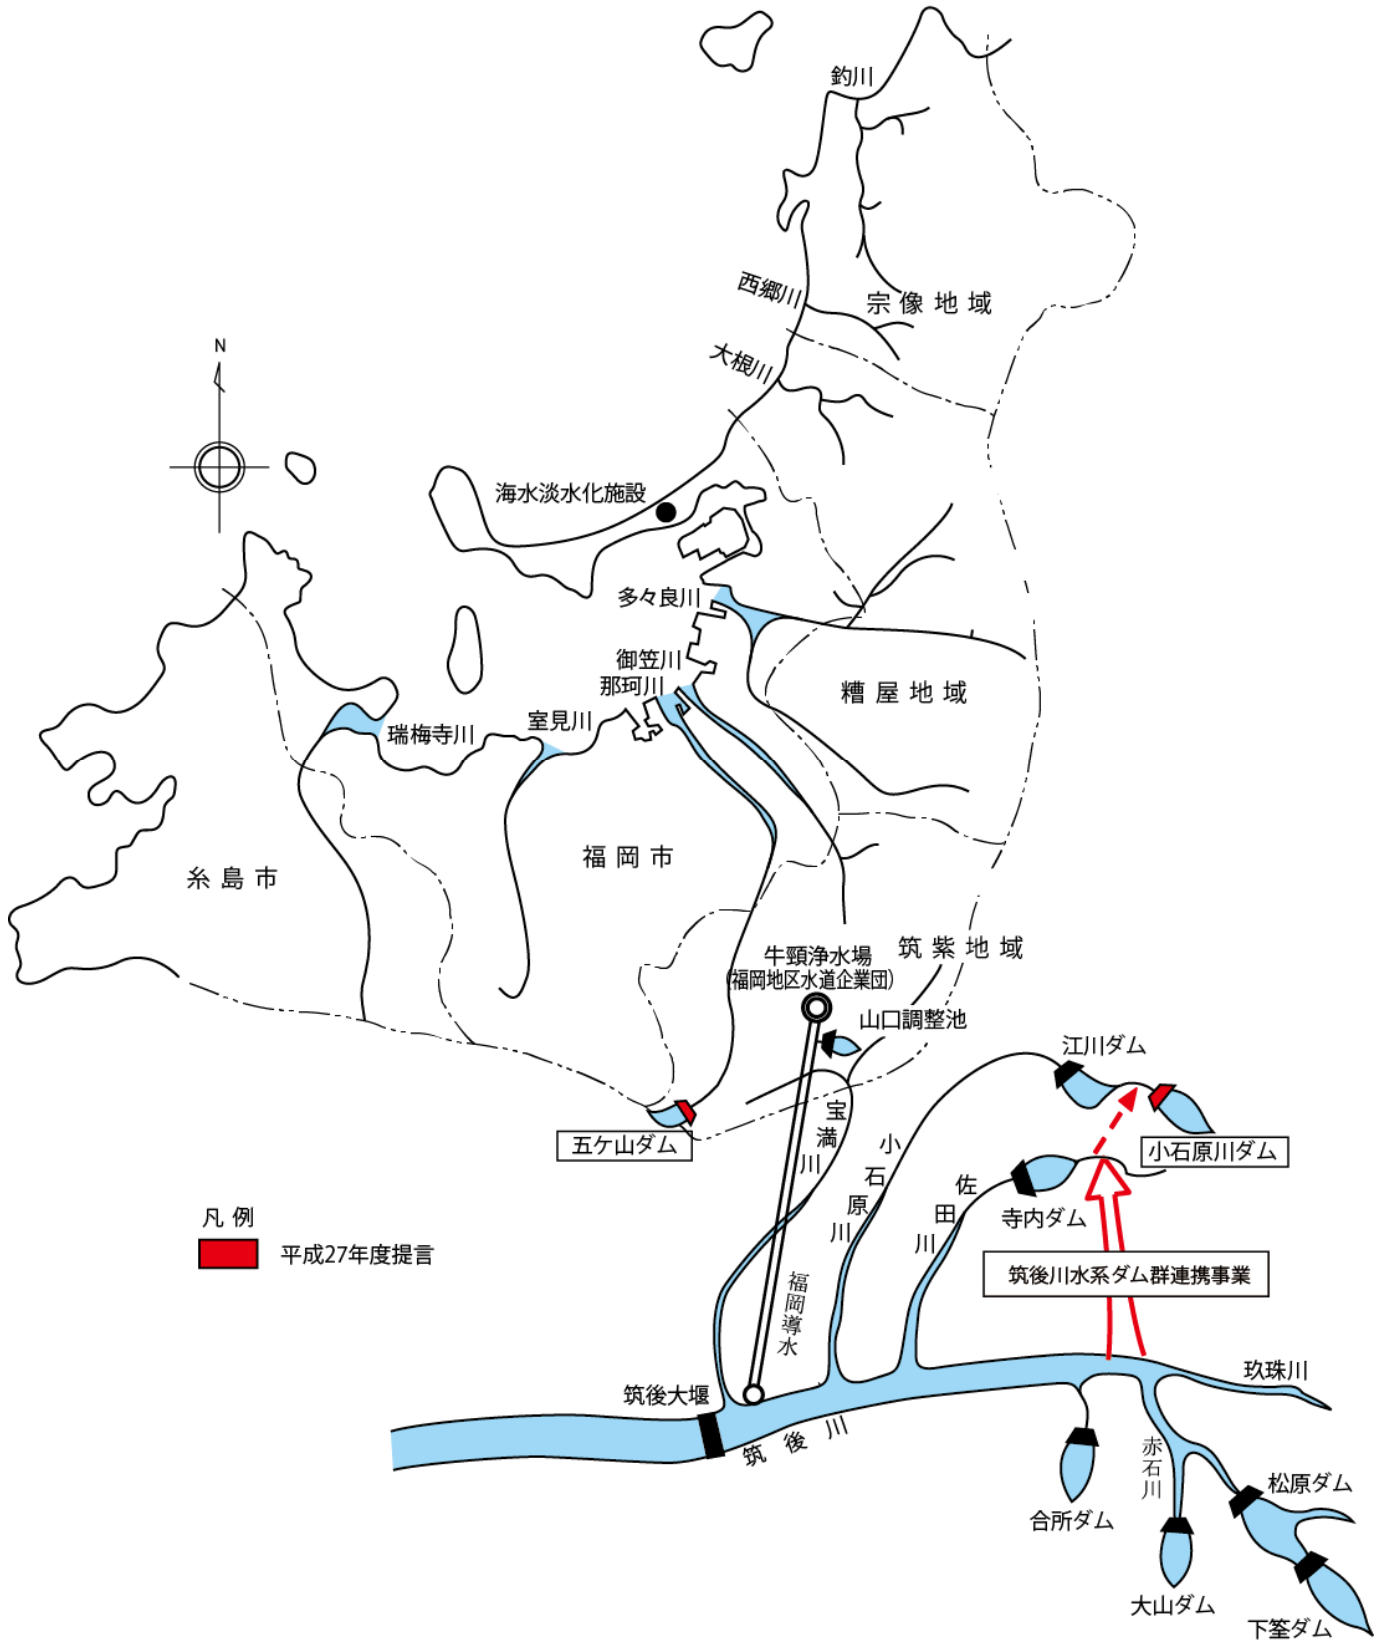 釣川
西郷川
宗像地域
大根川
N
海水淡水化施設
多々良川
御笠川
那珂川
糟屋地域
室見川
瑞梅寺川
福岡市
糸島市
筑紫地域
牛頸浄水場
(福岡地区水道企業団)
山口調整池
江川ダム
宝満川
五ケ山ダム
小石原川
小石原川ダム
佐田川
寺内ダム
凡例
平成27年度提言
筑後川水系ダム群連携事業
福岡導水
玖珠川
筑後大堰
筑後川
赤石川
松原ダム
合所ダム
大山ダム
下筌ダム